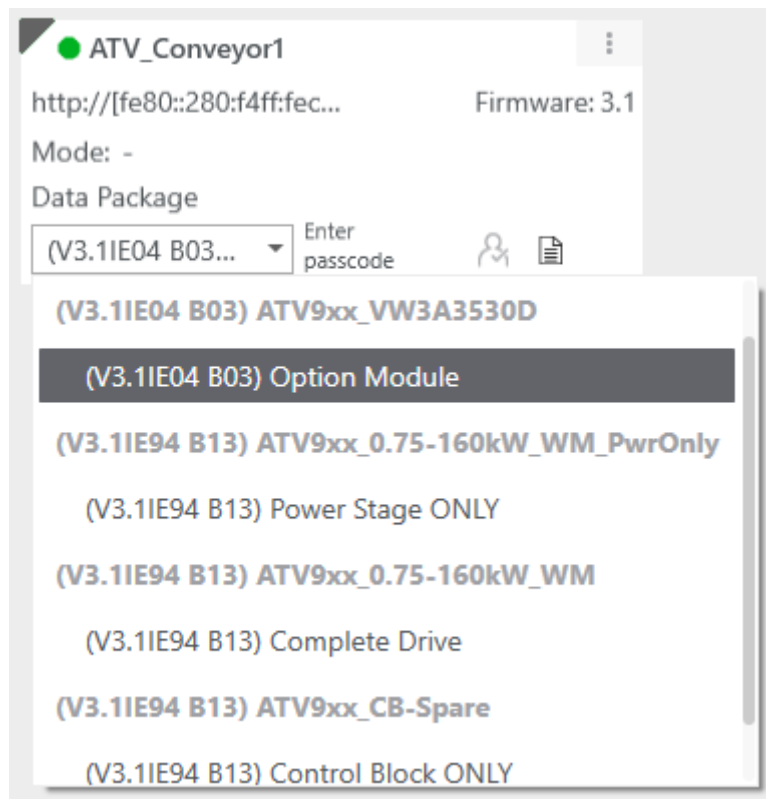 ATV_Conveyor1
http://[fe80::280:f4ff:fec... Firmware: 3.1
Mode: -
Data Package
(V3.1IE04 B03... Enter passcode
(V3.1IE04 B03) ATV9xx_VW3A3530D
(V3.1IE04 B03) Option Module
(V3.1IE94 B13) ATV9xx_0.75-160kW_WM_PwrOnly
(V3.1IE94 B13) Power Stage ONLY
(V3.1IE94 B13) ATV9xx_0.75-160kW_WM
(V3.1IE94 B13) Complete Drive
(V3.1IE94 B13) ATV9xx_CB-Spare
(V3.1IE94 B13) Control Block ONLY